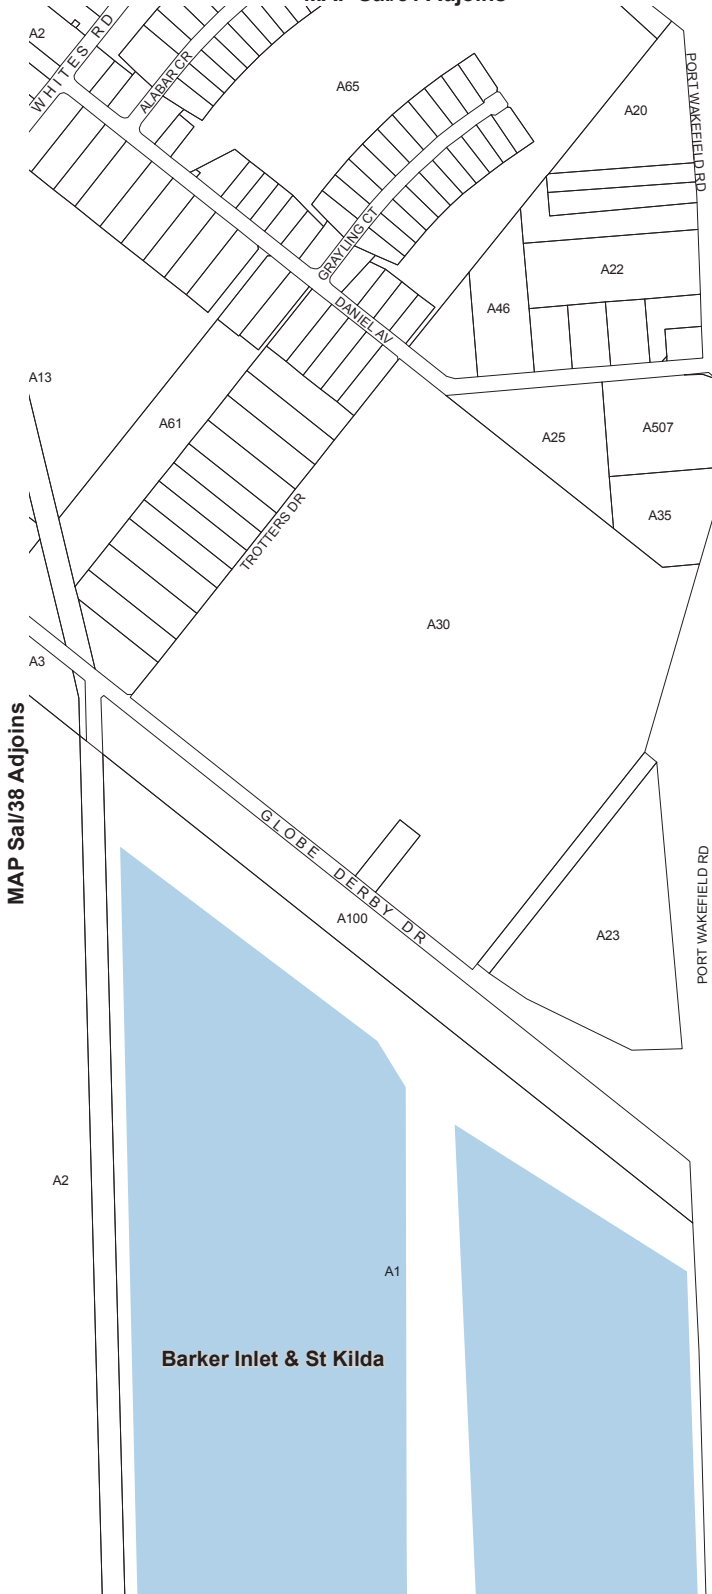 A2
WHITES RD
ALABAR CR
A65
PORT WAKEFIELD RD
A20
GRAYLING CT
A22
A46
DANIEL AV
A13
A61
A25
A507
A35
TROTTERS DR
A30
A3
MAP Sal/38 Adjoins
GLOBE DERBY DR
A100
A23
PORT WAKEFIELD RD
A2
A1
Barker Inlet & St Kilda